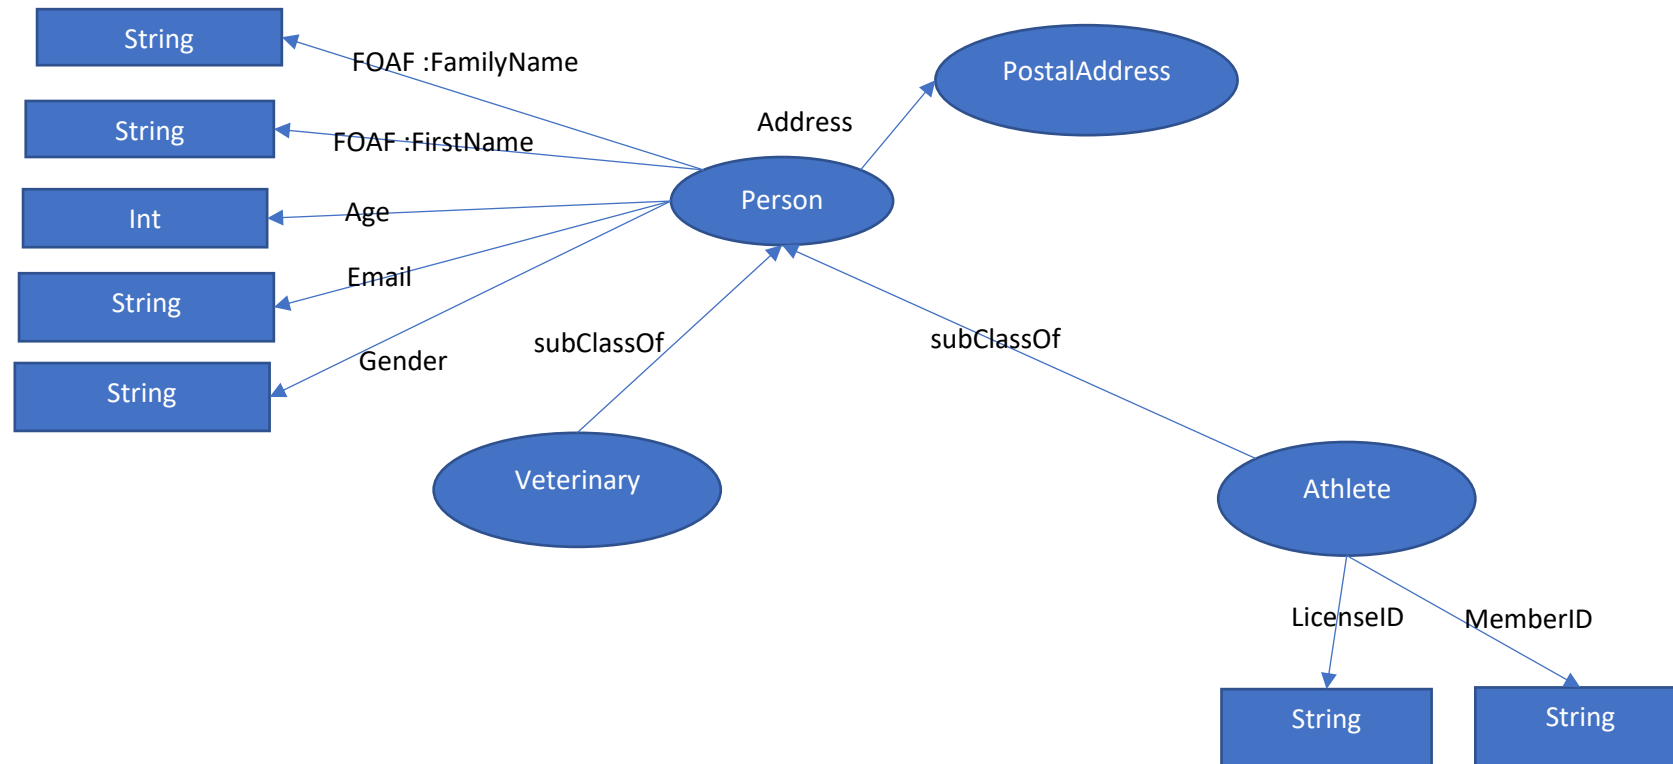 String
FOAF :FamilyName
PostalAddress
String
FOAF :FirstName
Address
Int
Age
Person
Email
String
Gender
String
subClassOf
subClassOf
Veterinary
Athlete
LicenseID
MemberID
String
String